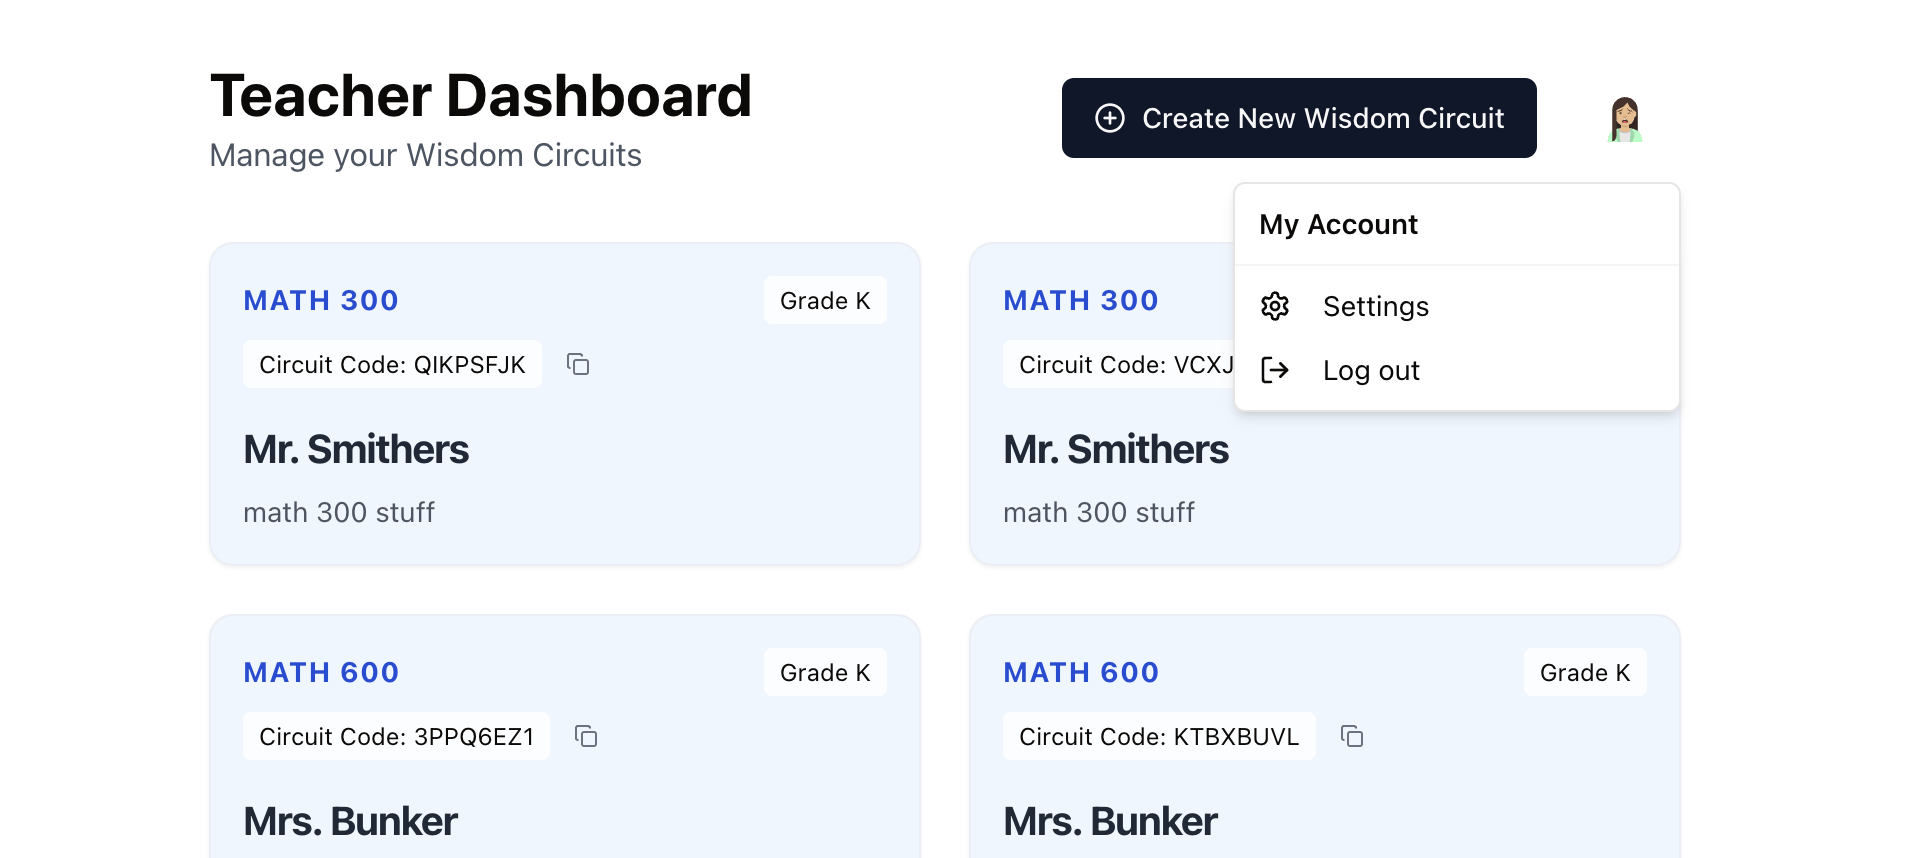 Teacher Dashboard
Manage your Wisdom Circuits
Create New Wisdom Circuit
My Account
Settings
Log out
MATH 300
Grade K
Circuit Code: QIKPSFJK
Mr. Smithers
math 300 stuff
MATH 300
Circuit Code:
Mr. Smithers
math 300 stuff
MATH 600
Grade K
Circuit Code: 3PPQ6EZ1
Mrs. Bunker
MATH 600
Grade K
Circuit Code: KTBXBUVL
Mrs. Bunker